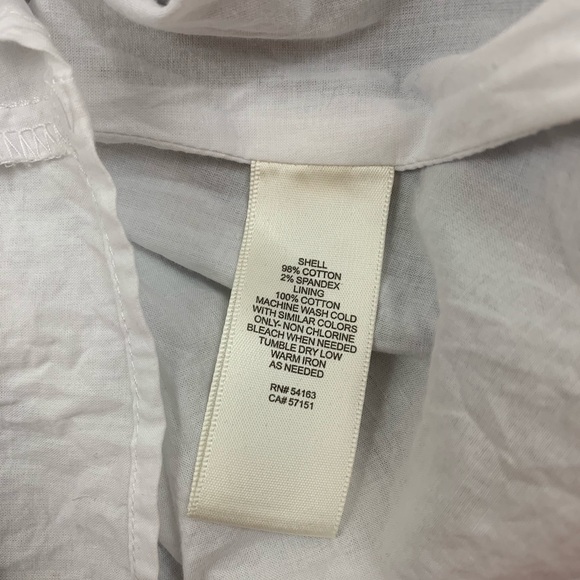 SHELL
98% COTTON
2% SPANDEX
LINING
100% COTTON
MACHINE WASH COLD
WITH SIMILAR COLORS
ONLY- NON CHLORINE
BLEACH WHEN NEEDED
TUMBLE DRY LOW
WARM IRON
AS NEEDED
RN# 54163
CA# 57151